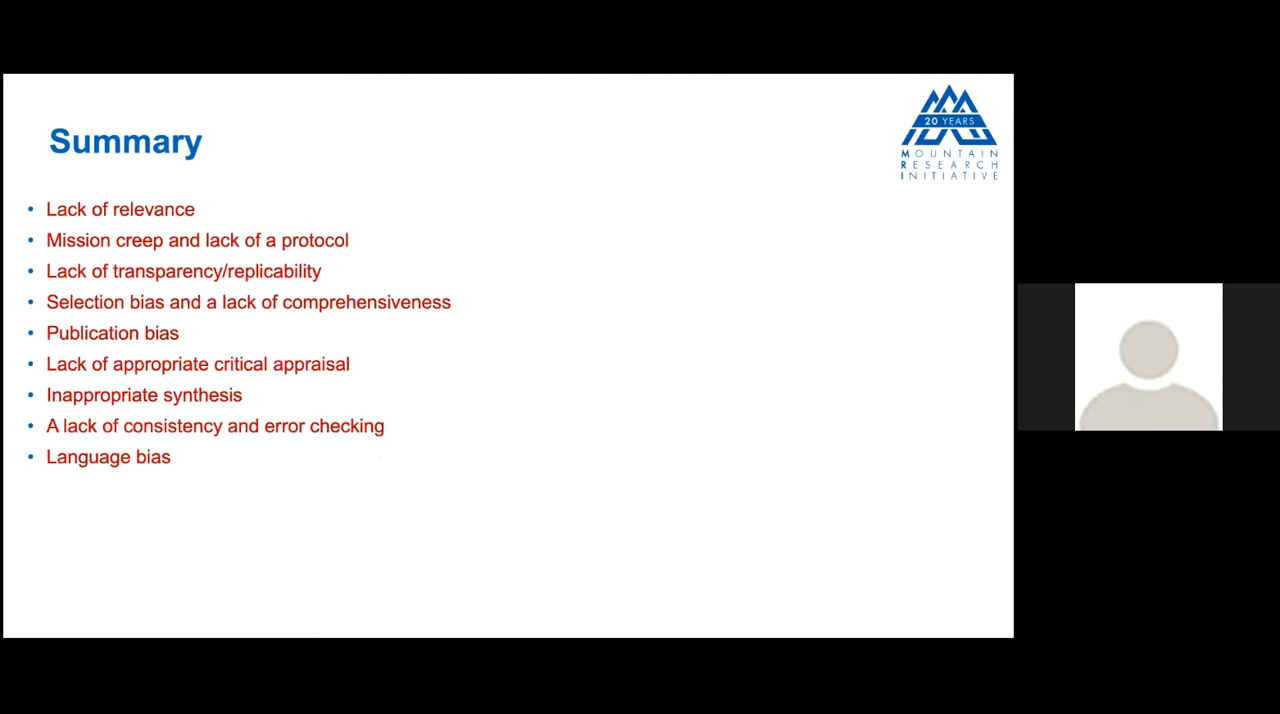 20 YEARS
MOUNTAIN
RESEARCH
INITIATIVE
Summary
• Lack of relevance
• Mission creep and lack of a protocol
• Lack of transparency/replicability
• Selection bias and a lack of comprehensiveness
• Publication bias
• Lack of appropriate critical appraisal
• Inappropriate synthesis
• A lack of consistency and error checking
• Language bias